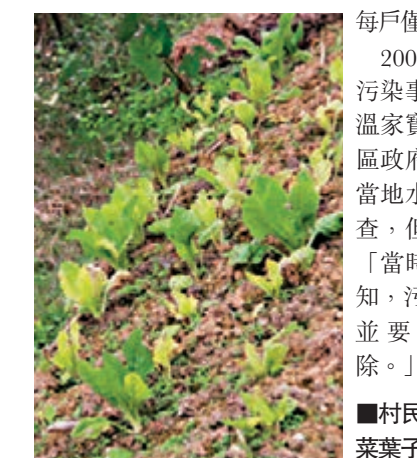 每戶僅
200
污染事
溫家寶
區政府
當地水
查，但
「當時
知，污
並要
除。」
■村民
菜葉子